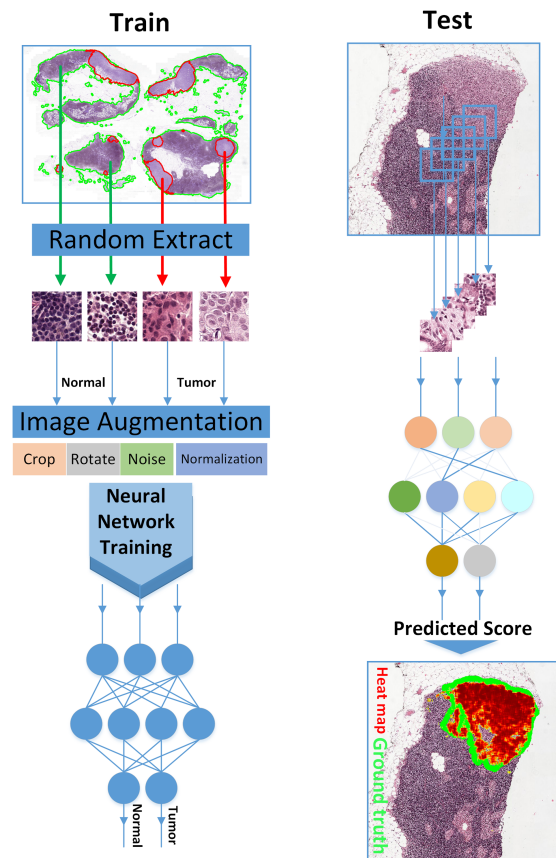 Train
Random Extract
Normal
Tumor
Image Augmentation
Crop
Rotate
Noise
Normalization
Neural
Network
Training
Normal
Tumor
Test
Predicted Score
Heat map
Ground truth